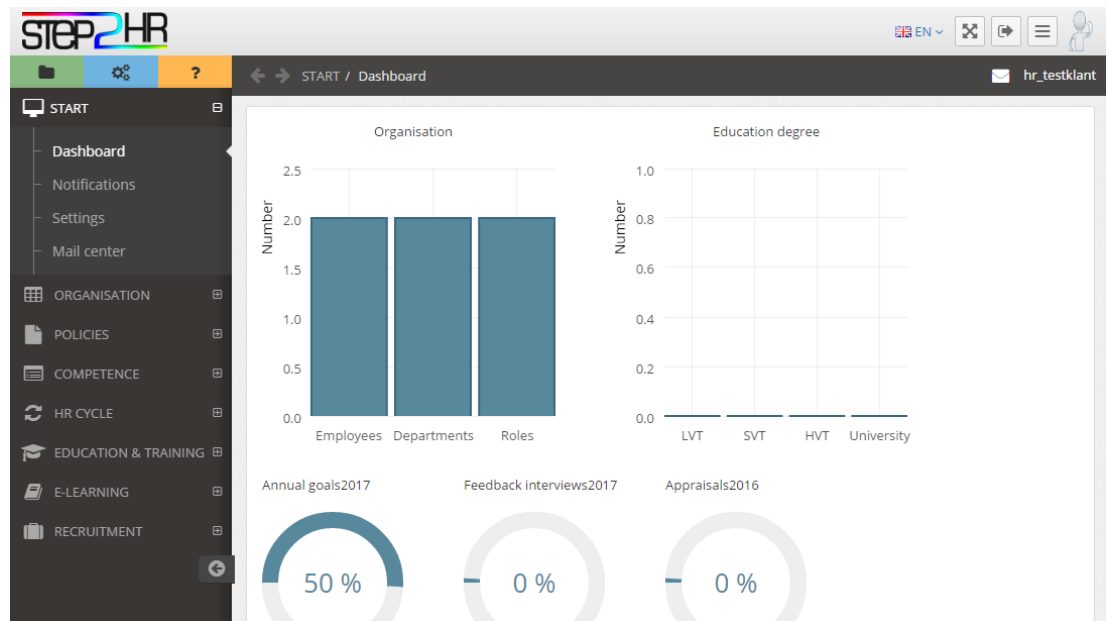 STEP2HR
EN
?
START / Dashboard
hr_testklant
START
Dashboard
Notifications
Settings
Mail center
ORGANISATION
POLICIES
COMPETENCE
HR CYCLE
EDUCATION & TRAINING
E-LEARNING
RECRUITMENT
Organisation
Number
2.5
2.0
1.5
1.0
0.5
0.0
Employees Departments Roles
Education degree
Number
1.0
0.8
0.6
0.4
0.2
0.0
LVT SVT HVT University
Annual goals2017 Feedback interviews2017 Appraisals2016
50 % 0 % 0 %